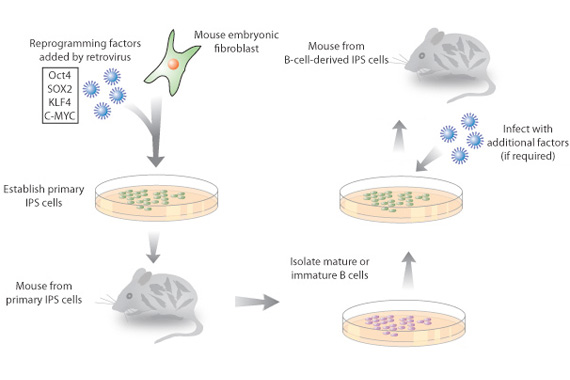 Reprogramming factors
added by retrovirus
Oct4
SOX2
KLF4
C-MYC
Mouse embryonic
fibroblast
Establish primary
IPS cells
Mouse from
primary IPS cells
Isolate mature or
immature B cells
Infect with
additional factors
(if required)
Mouse from
B-cell-derived IPS cells